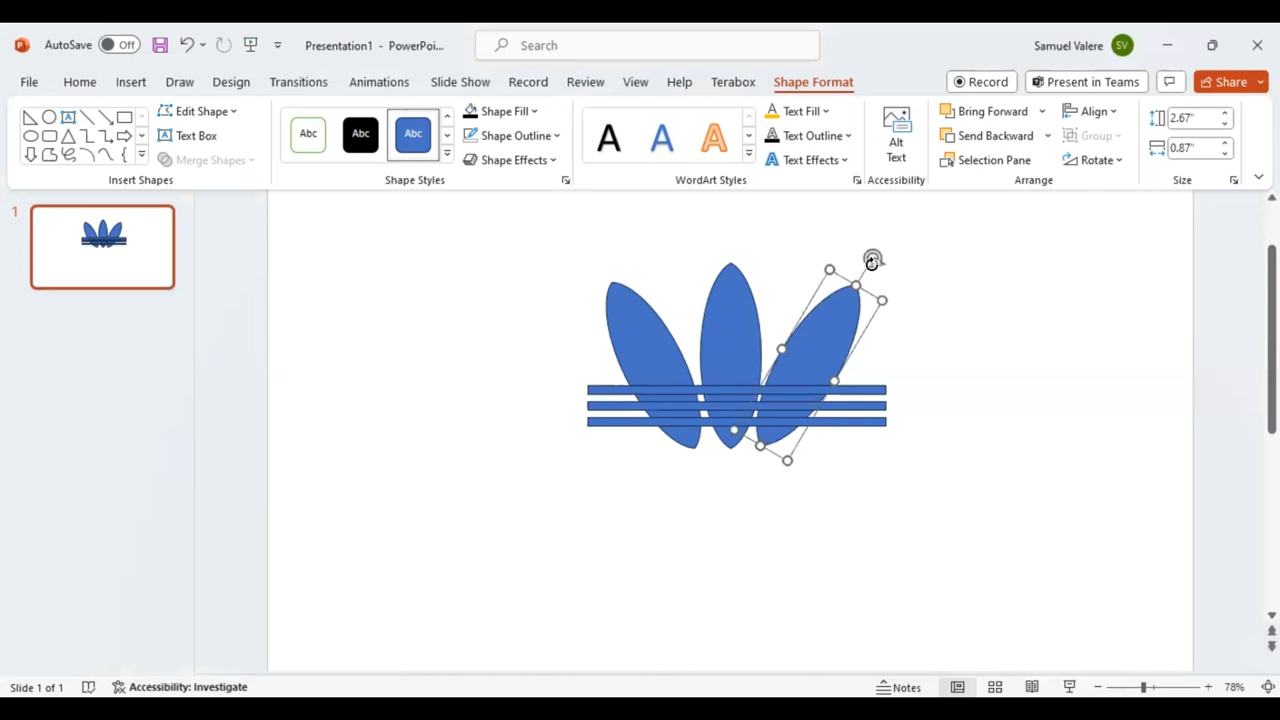 AutoSave Off Presentation1 - PowerPoi... Search Samuel Valere SV
File Home Insert Draw Design Transitions Animations Slide Show Record Review View Help Terabox Shape Format Record Present in Teams Share
Edit Shape Abc Abc Abc Shape Fill A A A Text Fill Bring Forward Align 2.67"
Text Box Shape Outline Text Outline Alt Text Send Backward Group 0.87"
Merge Shapes Shape Effects Text Effects Selection Pane Rotate
Insert Shapes Shape Styles WordArt Styles Accessibility Arrange Size
1
Slide 1 of 1 Accessibility: Investigate Notes 78%